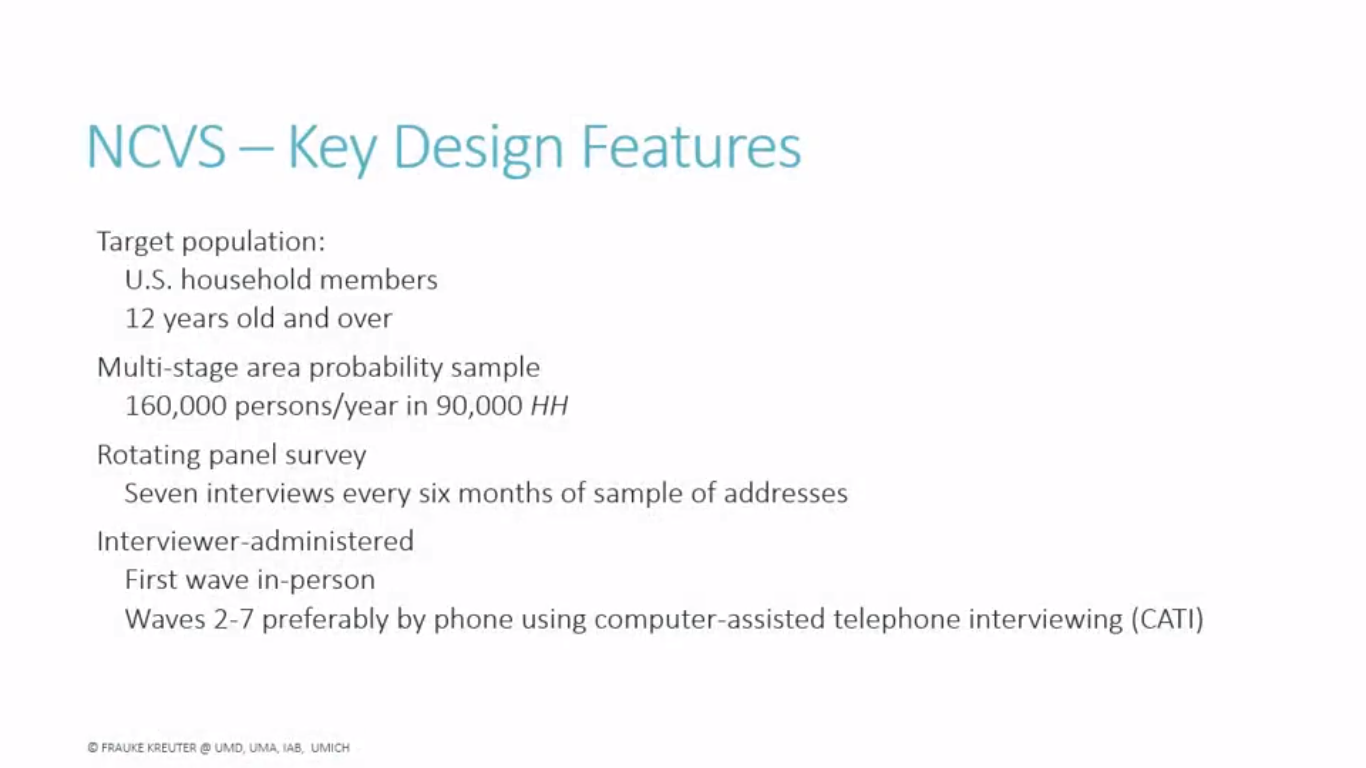 NCVS – Key Design Features
Target population:
U.S. household members
12 years old and over
Multi-stage area probability sample
160,000 persons/year in 90,000 HH
Rotating panel survey
Seven interviews every six months of sample of addresses
Interviewer-administered
First wave in-person
Waves 2-7 preferably by phone using computer-assisted telephone interviewing (CATI)
© FRAUKE KREUTER @ UMD, UMA, IAB, UMICH